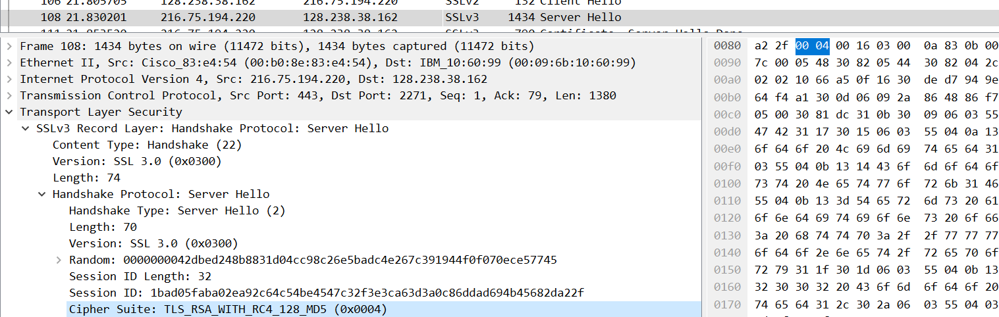 106 21.805705 128.238.38.162 216.75.194.220 SSLv2 132 Client Hello
108 21.830201 216.75.194.220 128.238.38.162 SSLv3 1434 Server Hello
111 21.853520 216.75.194.220 128.238.38.162 SSLv3 790 Certificate, Server Hello Done
Frame 108: 1434 bytes on wire (11472 bits), 1434 bytes captured (11472 bits)
Ethernet II, Src: Cisco_83:e4:54 (00:b0:8e:83:e4:54), Dst: IBM_10:60:99 (00:09:6b:10:60:99)
Internet Protocol Version 4, Src: 216.75.194.220, Dst: 128.238.38.162
Transmission Control Protocol, Src Port: 443, Dst Port: 2271, Seq: 1, Ack: 79, Len: 1380
Transport Layer Security
SSLv3 Record Layer: Handshake Protocol: Server Hello
Content Type: Handshake (22)
Version: SSL 3.0 (0x0300)
Length: 74
Handshake Protocol: Server Hello
Handshake Type: Server Hello (2)
Length: 70
Version: SSL 3.0 (0x0300)
Random: 0000000042dbed248b8831d04cc98c26e5badc4e267c391944f0f070ece57745
Session ID Length: 32
Session ID: 1bad05faba02ea92c64c54be4547c32f3e3ca63d3a0c86ddad694b45682da22f
Cipher Suite: TLS_RSA_WITH_RC4_128_MD5 (0x0004)
0080 a2 2f 00 04 00 16 03 00 0a 83 0b 00
0090 7c 00 05 48 30 82 05 44 30 82 04 2c
00a0 02 02 10 66 a5 0f 16 30 de d7 94 9e
00b0 64 f4 a1 30 0d 06 09 2a 86 48 86 f7
00c0 05 00 30 81 dc 31 0b 30 09 06 03 55
00d0 47 42 31 17 30 15 06 03 55 04 0a 13
00e0 6f 64 6f 20 4c 69 6d 69 74 65 64 31
00f0 03 55 04 0b 13 14 43 6f 6d 6f 64 6f
0100 73 74 20 4e 65 74 77 6f 72 6b 31 46
0110 55 04 0b 13 3d 54 65 72 6d 73 20 61
0120 6f 6e 64 69 74 69 6f 6e 73 20 6f 66
0130 3a 20 68 74 74 70 3a 2f 2f 77 77 77
0140 6f 64 6f 2e 6e 65 74 2f 72 65 70 6f
0150 72 79 31 1f 30 1d 06 03 55 04 0b 13
0160 32 30 30 32 20 43 6f 6d 6f 64 6f 20
0170 74 65 64 31 2c 30 2a 06 03 55 04 03